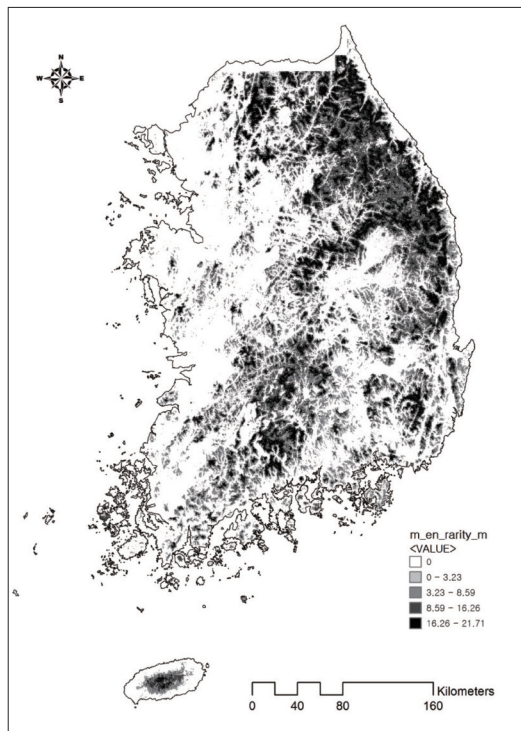 N
W E
S
m_en_rarity_m
<VALUE>
0
0 - 3.23
3.23 - 8.59
8.59 - 16.26
16.26 - 21.71
Kilometers
0 20 40 80 160